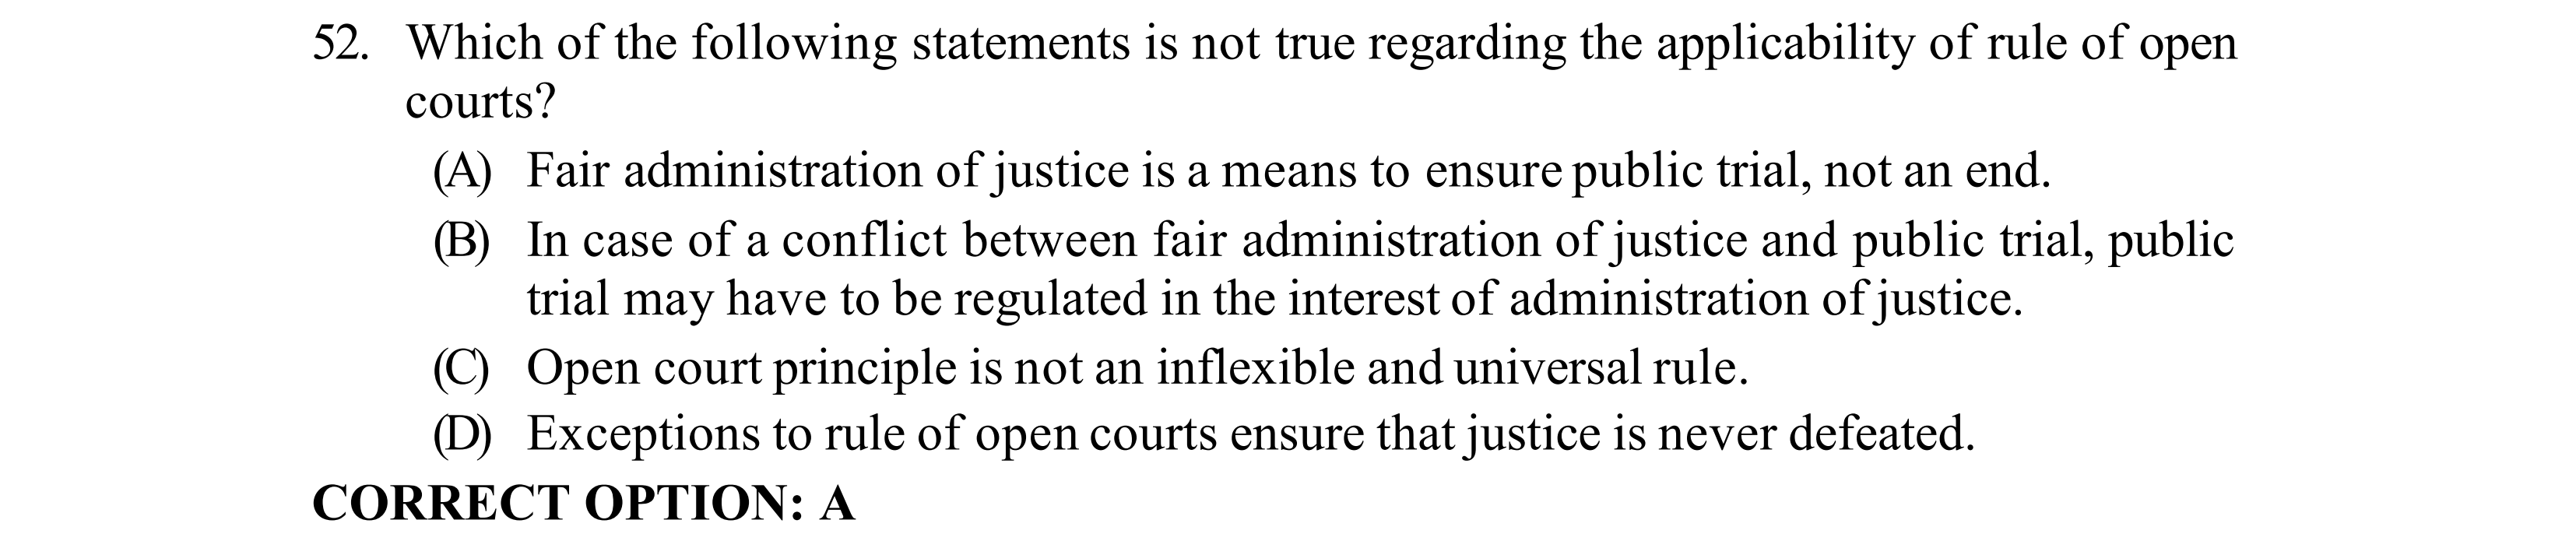 52. Which of the following statements is not true regarding the applicability of rule of open
courts?
(A) Fair administration of justice is a means to ensure public trial, not an end.
(B) In case of a conflict between fair administration of justice and public trial, public
trial may have to be regulated in the interest of administration of justice.
(C) Open court principle is not an inflexible and universal rule.
(D) Exceptions to rule of open courts ensure that justice is never defeated.
CORRECT OPTION: A